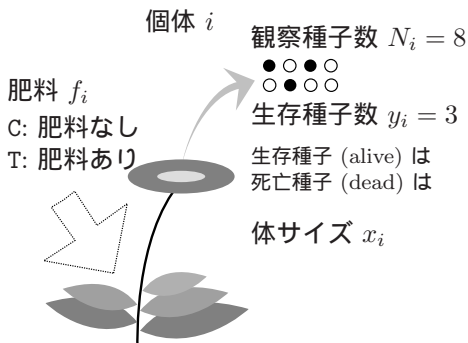 個体 i
観察種子数 N_i = 8
肥料 f_i
C: 肥料なし
T: 肥料あり
生存種子数 y_i = 3
生存種子 (alive) は
死亡種子 (dead) は
体サイズ x_i